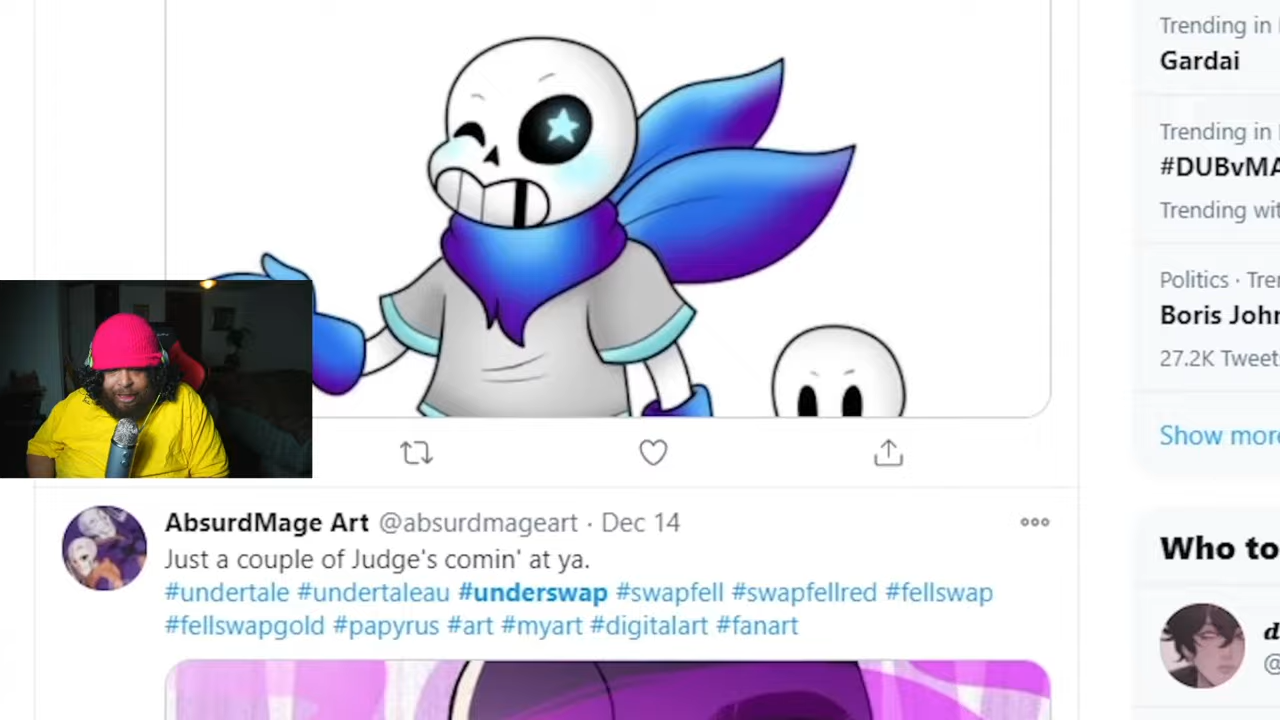 Trending in
Gardai
Trending in
#DUBvMA
Trending wit
Politics · Tre
Boris John
27.2K Tweet
Show more
AbsurdMage Art @absurdmageart · Dec 14
Just a couple of Judge's comin' at ya.
#undertale #undertaleau #underswap #swapfell #swapfellred #fellswap
#fellswapgold #papyrus #art #myart #digitalart #fanart
Who to
d
@